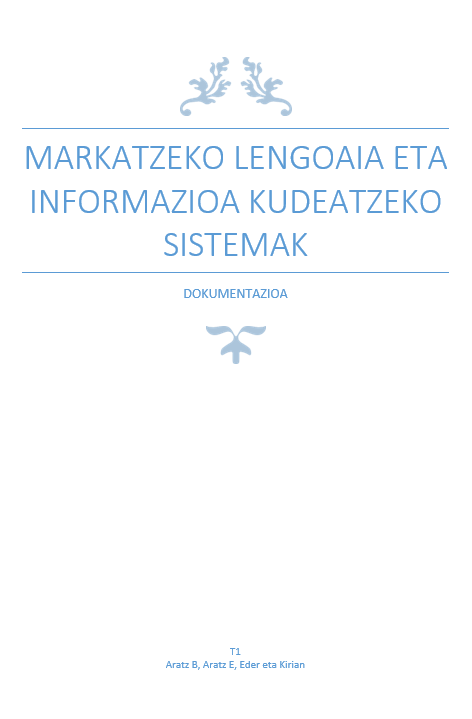 MARKATZEKO LENGOAIA ETA
INFORMAZIOA KUDEATZEKO
SISTEMAK
DOKUMENTAZIOA
T1
Aratz B, Aratz E, Eder eta Kirian